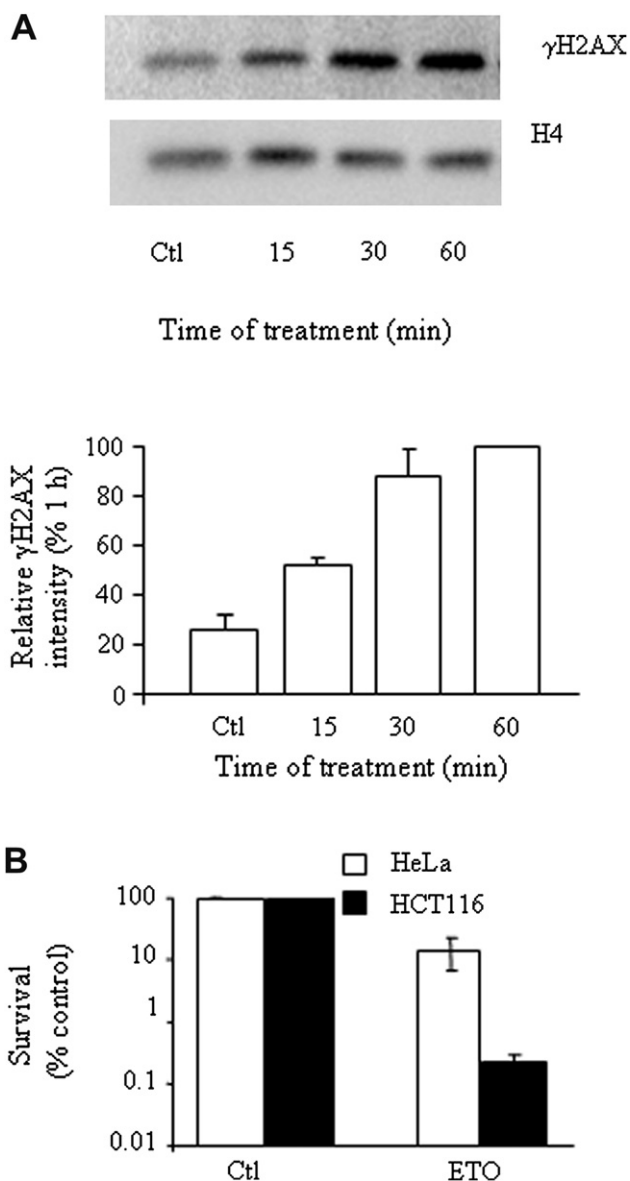 A
γH2AX
H4
Ctl 15 30 60
Time of treatment (min)
Relative γH2AX
intensity (% 1 h)
100
80
60
40
20
0
Ctl 15 30 60
Time of treatment (min)
B
HeLa
HCT116
Survival
(% control)
100
10
1
0.1
0.01
Ctl ETO